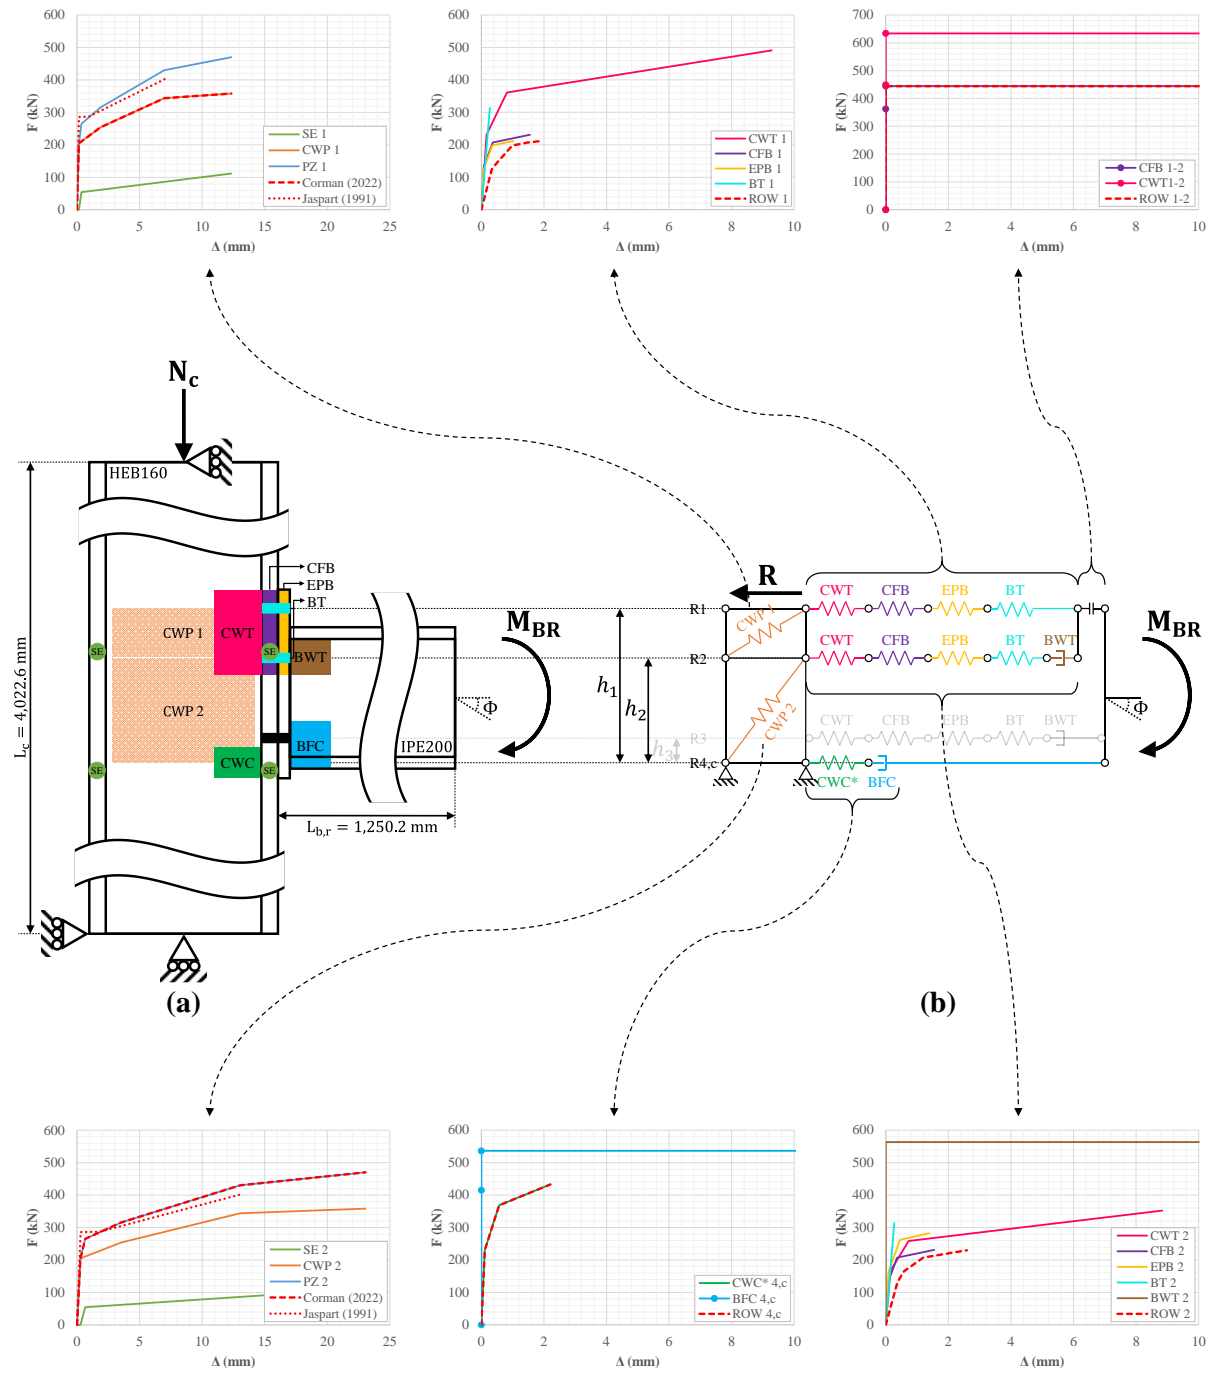 600
500
400
300
200
100
0
F (kN)
0 5 10 15 20 25
Δ (mm)
SE 1
CWP 1
PZ 1
Corman (2022)
Jaspart (1991)
600
500
400
300
200
100
0
F (kN)
0 2 4 6 8 10
Δ (mm)
CWT 1
CFB 1
EPB 1
BT 1
ROW 1
700
600
500
400
300
200
100
0
F (kN)
0 2 4 6 8 10
Δ (mm)
CFB 1-2
CWT1-2
ROW 1-2
N_c
HEB160
L_c = 4,022.6 mm
CFB
EPB
BT
CWP 1
CWT
SE
SE
BWT
CWP 2
BFC
IPE200
CWC
SE
SE
L_b,r = 1,250.2 mm
M_BR
Φ
(a)
R
R1
CWP 1
CWT CFB EPB BT
R2
CWT CFB EPB BT BWT
M_BR
h_1
h_2
CWP 2
Φ
R3
h_3
CWT CFB EPB BT BWT
R4,c
CWC* BFC
(b)
600
500
400
300
200
100
0
F (kN)
0 5 10 15 20 25
Δ (mm)
SE 2
CWP 2
PZ 2
Corman (2022)
Jaspart (1991)
600
500
400
300
200
100
0
F (kN)
0 2 4 6 8 10
Δ (mm)
CWC* 4,c
BFC 4,c
ROW 4,c
600
500
400
300
200
100
0
F (kN)
0 2 4 6 8 10
Δ (mm)
CWT 2
CFB 2
EPB 2
BT 2
BWT 2
ROW 2